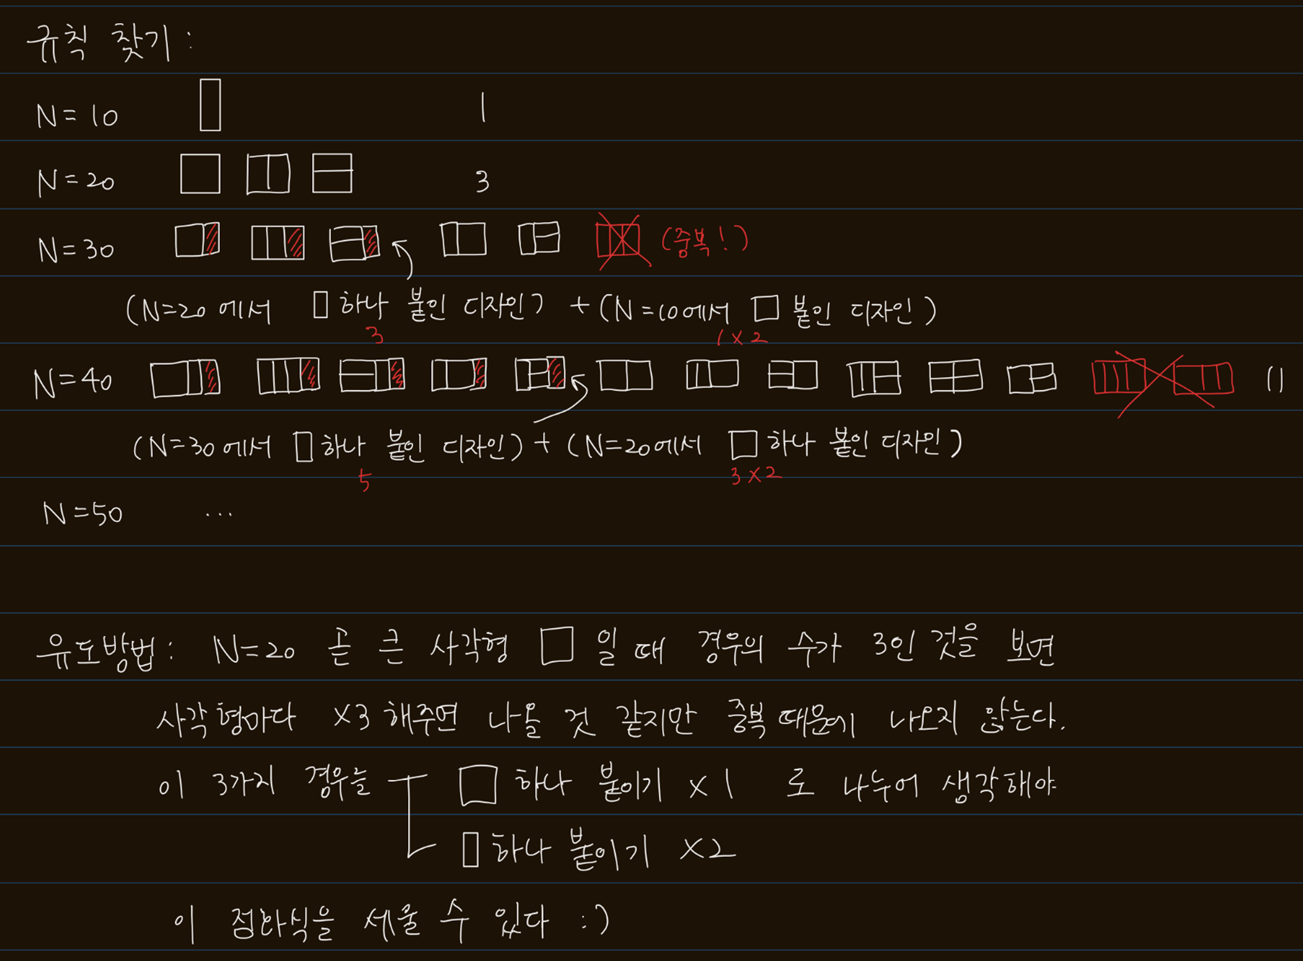 규칙 찾기 :
N=10 1
N=20 3
N=30 (중복!)
(N=20에서 하나 붙인 디자인) + (N=10에서 붙인 디자인)
3 1×2
N=40 11
(N=30에서 하나 붙인 디자인) + (N=20에서 하나 붙인 디자인)
5 3×2
N=50 ...
유도방법 : N=20 곧 큰 사각형 일 때 경우의 수가 3인 것을 보면
사각형마다 ×3 해주면 나올 것 같지만 중복 때문에 나오지 않는다.
이 3가지 경우를 하나 붙이기 ×1 로 나누어 생각해야
하나 붙이기 ×2
이 점화식을 세울 수 있다 :)